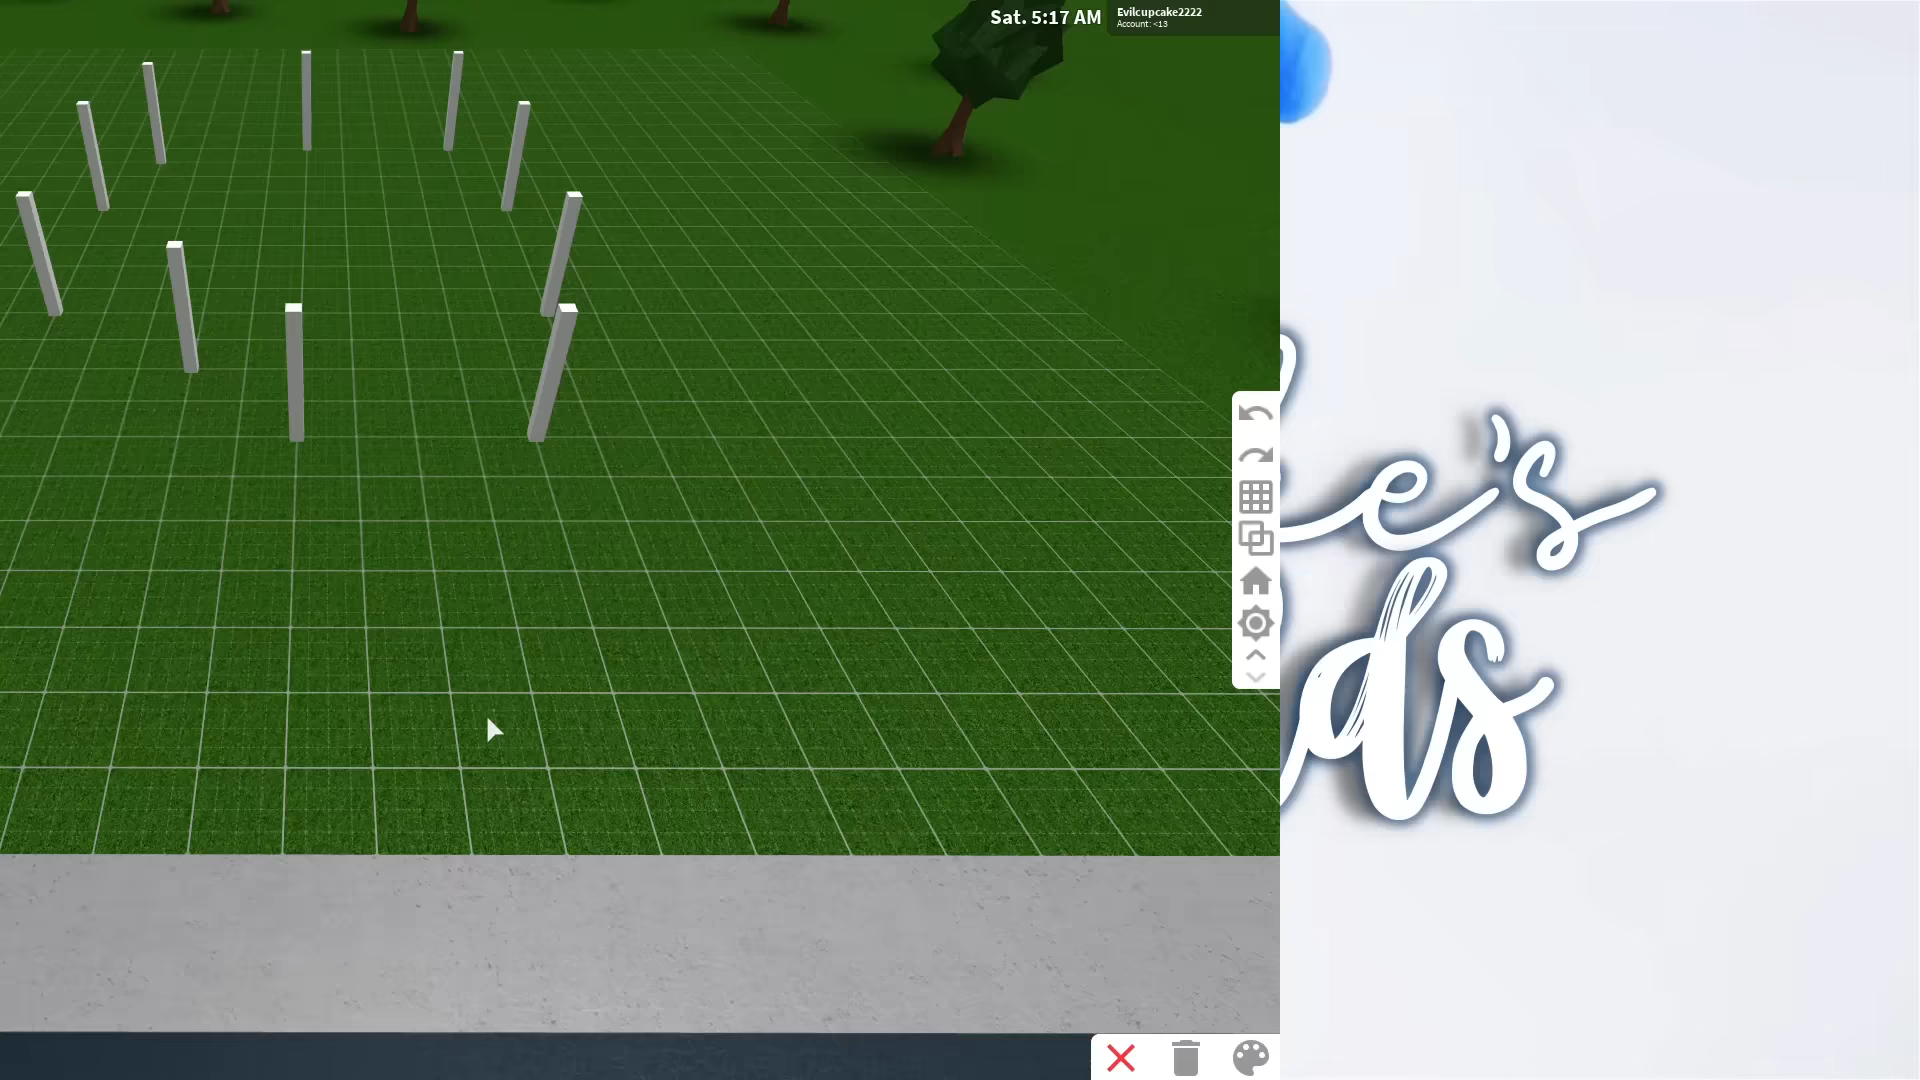 Sat. 5:17 AM
Evilcupcake2222
Account: <13
e's
ds